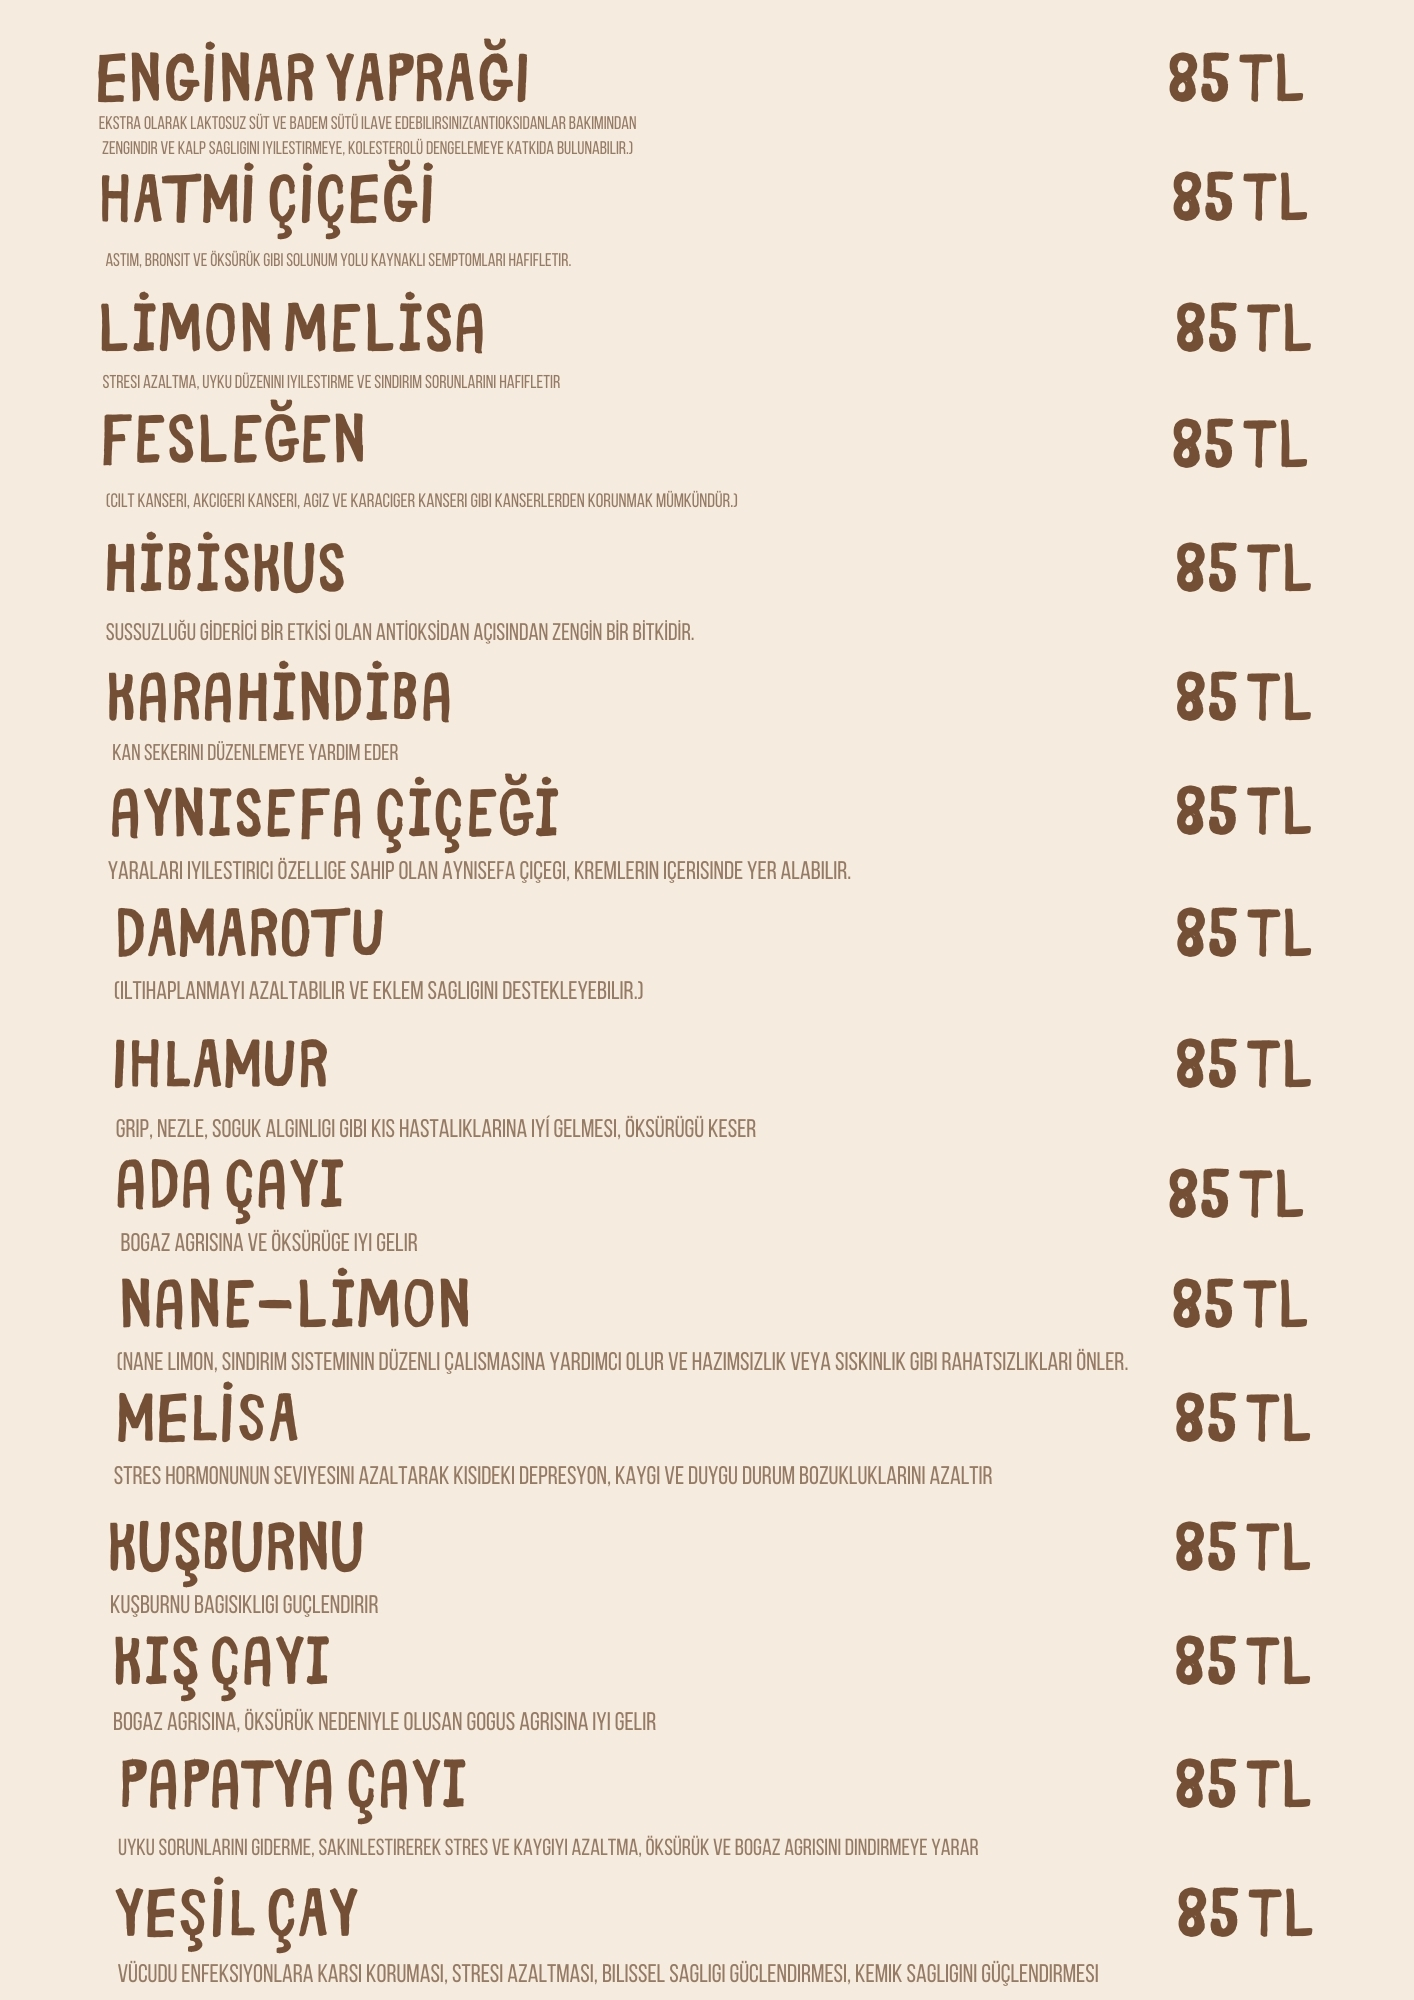 ENGİNAR YAPRAĞI 85 TL
EKSTRA OLARAK LAKTOSUZ SÜT VE BADEM SÜTÜ ILAVE EDEBILIRSINIZ(ANTIOKSIDANLAR BAKIMINDAN
ZENGINDIR VE KALP SAGLIGINI IYILESTIRMEYE, KOLESTEROLÜ DENGELEMEYE KATKIDA BULUNABILIR.)
HATMİ ÇİÇEĞİ 85 TL
ASTIM, BRONSIT VE ÖKSÜRÜK GIBI SOLUNUM YOLU KAYNAKLI SEMPTOMLARI HAFIFLETIR.
LİMON MELİSA 85 TL
STRESI AZALTMA, UYKU DÜZENINI IYILESTIRME VE SINDIRIM SORUNLARINI HAFIFLETIR
FESLEĞEN 85 TL
(CILT KANSERI, AKCIGERI KANSERI, AGIZ VE KARACIGER KANSERI GIBI KANSERLERDEN KORUNMAK MÜMKÜNDÜR.)
HİBİSKUS 85 TL
SUSSUZLUĞU GİDERİCİ BİR ETKİSİ OLAN ANTİOKSİDAN AÇISINDAN ZENGİN BİR BİTKİDİR.
KARAHİNDİBA 85 TL
KAN SEKERINI DÜZENLEMEYE YARDIM EDER
AYNISEFA ÇİÇEĞİ 85 TL
YARALARI IYILESTIRICI ÖZELLIGE SAHIP OLAN AYNISEFA ÇIÇEGI, KREMLERIN IÇERISINDE YER ALABILIR.
DAMAROTU 85 TL
(ILTIHAPLANMAYI AZALTABILIR VE EKLEM SAGLIGINI DESTEKLEYEBILIR.)
IHLAMUR 85 TL
GRIP, NEZLE, SOGUK ALGINLIGI GIBI KIS HASTALIKLARINA IYÍ GELMESI, ÖKSÜRÜGÜ KESER
ADA ÇAYI 85 TL
BOGAZ AGRISINA VE ÖKSÜRÜGE IYI GELIR
NANE-LİMON 85 TL
(NANE LIMON, SINDIRIM SISTEMININ DÜZENLI ÇALISMASINA YARDIMCI OLUR VE HAZIMSIZLIK VEYA SISKINLIK GIBI RAHATSIZLIKLARI ÖNLER.
MELİSA 85 TL
STRES HORMONUNUN SEVIYESINI AZALTARAK KISIDEKI DEPRESYON, KAYGI VE DUYGU DURUM BOZUKLUKLARINI AZALTIR
KUŞBURNU 85 TL
KUŞBURNU BAGISIKLIGI GUÇLENDIRIR
KIŞ ÇAYI 85 TL
BOGAZ AGRISINA, ÖKSÜRÜK NEDENIYLE OLUSAN GOGUS AGRISINA IYI GELIR
PAPATYA ÇAYI 85 TL
UYKU SORUNLARINI GIDERME, SAKINLESTIREREK STRES VE KAYGIYI AZALTMA, ÖKSÜRÜK VE BOGAZ AGRISINI DINDIRMEYE YARAR
YEŞİL ÇAY 85 TL
VÜCUDU ENFEKSIYONLARA KARSI KORUMASI, STRESI AZALTMASI, BILISSEL SAGLIGI GÜCLENDIRMESI, KEMIK SAGLIGINI GÜÇLENDIRMESI